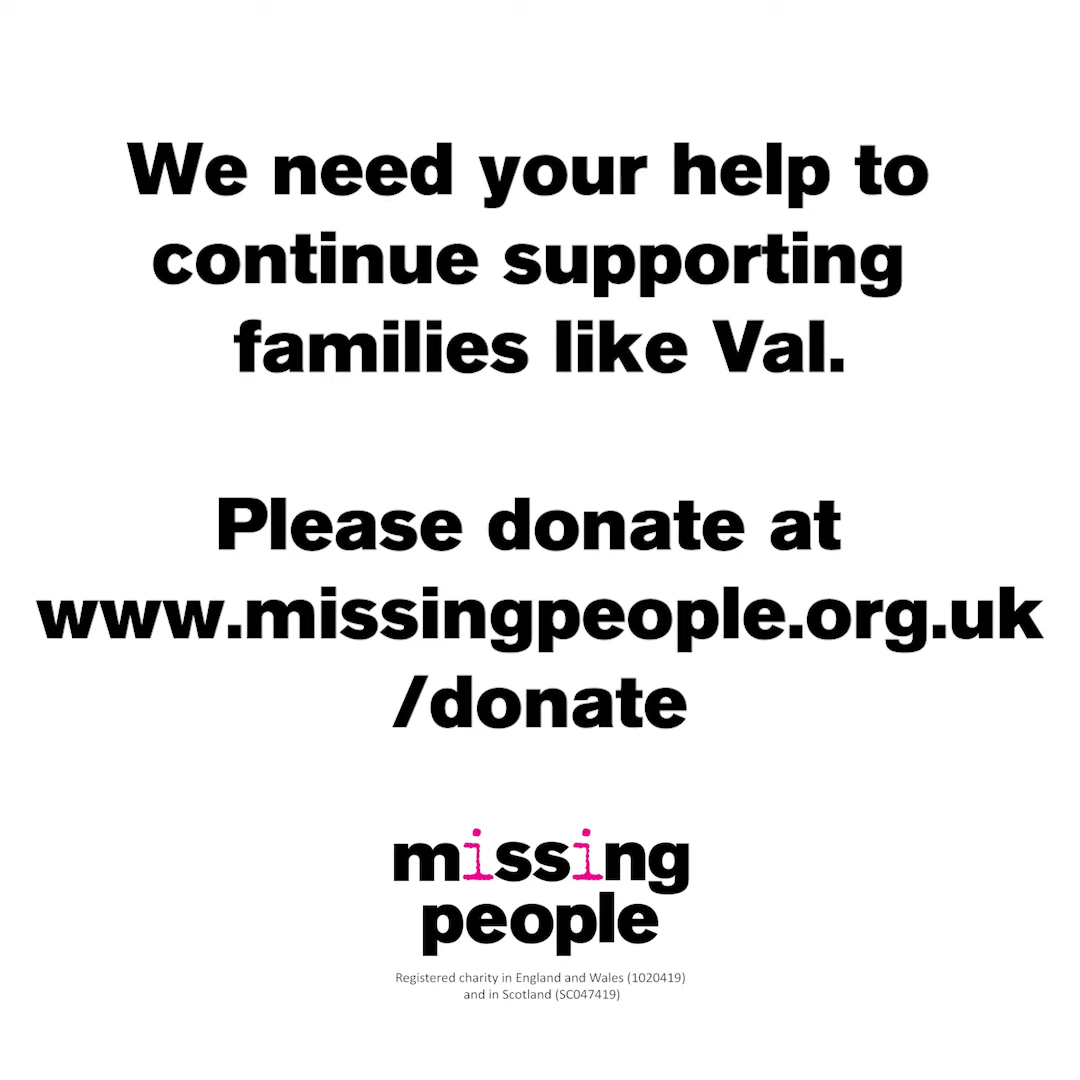 We need your help to
continue supporting
families like Val.
Please donate at
www.missingpeople.org.uk
/donate
missing
people
Registered charity in England and Wales (1020419)
and in Scotland (SC047419)